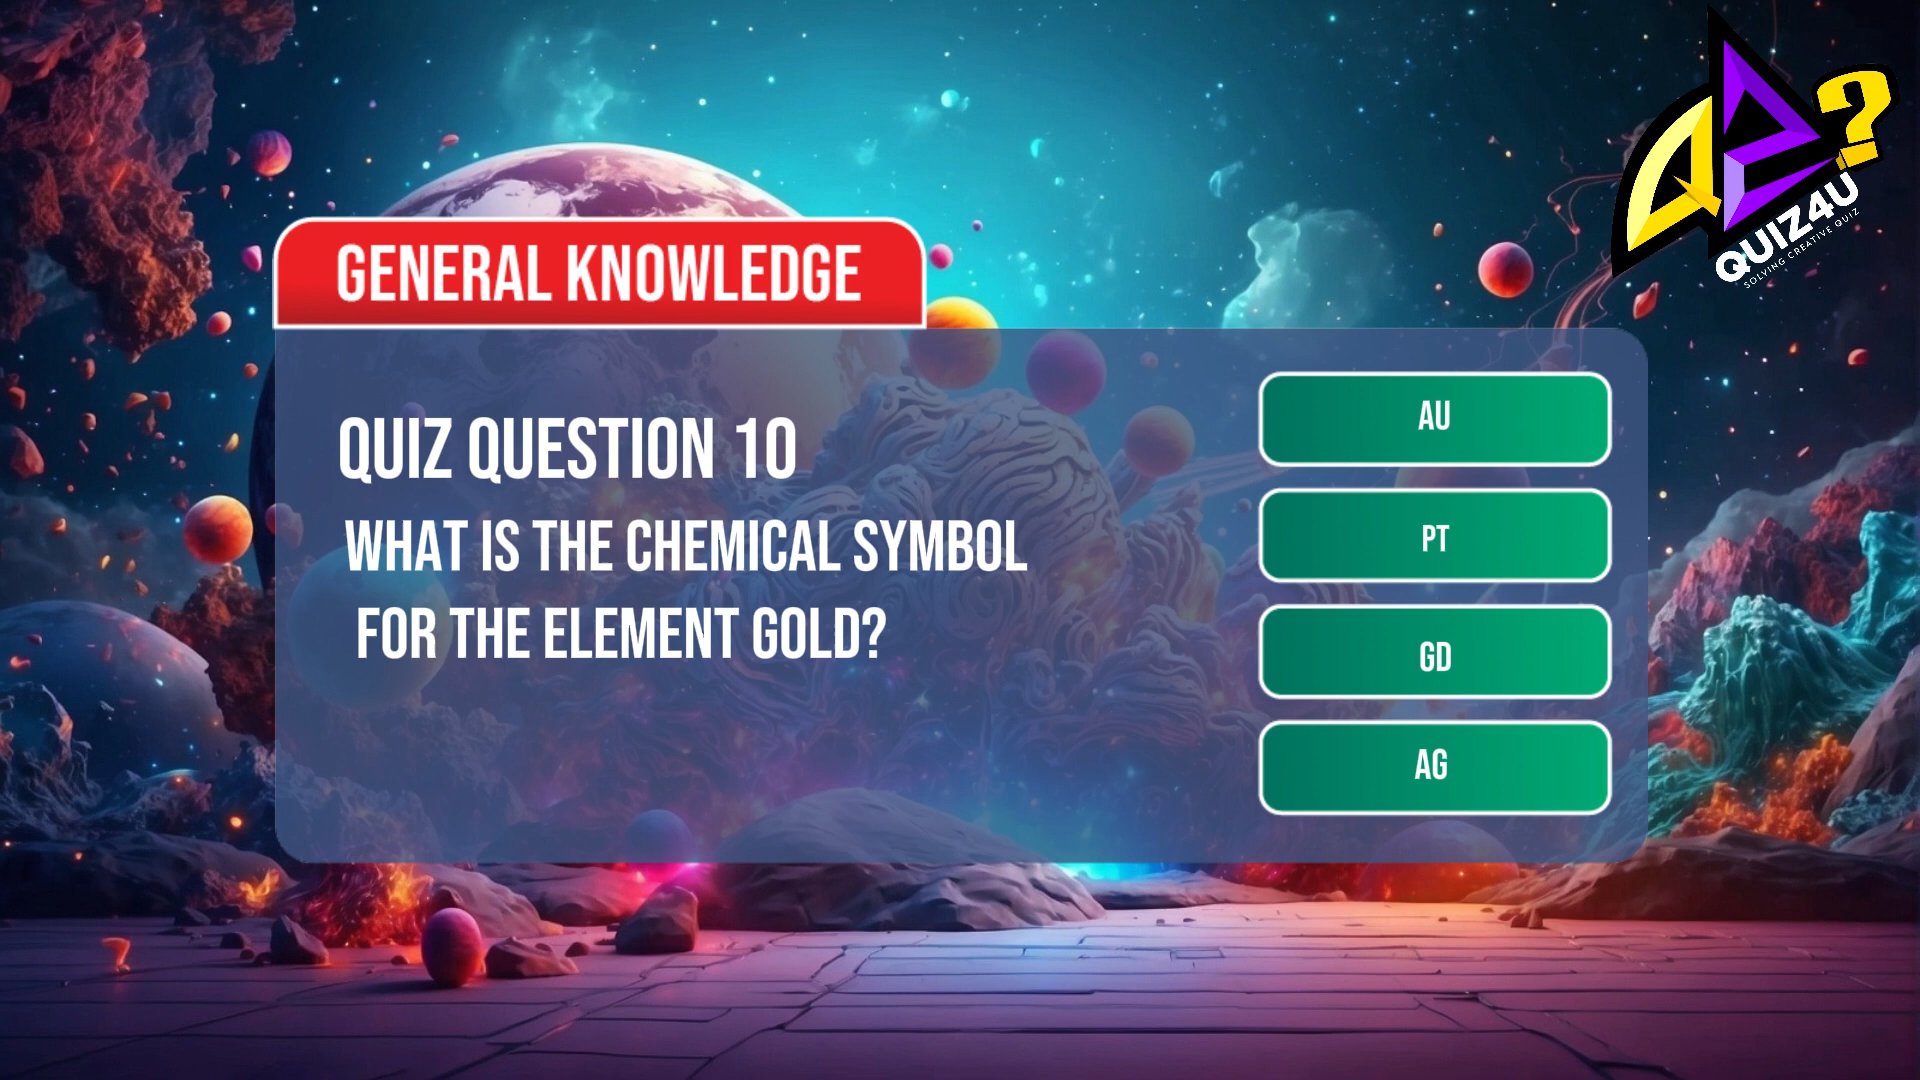 QUIZ4U
SOLVING CREATIVE QUIZ
GENERAL KNOWLEDGE
QUIZ QUESTION 10
WHAT IS THE CHEMICAL SYMBOL
FOR THE ELEMENT GOLD?
AU
PT
GD
AG